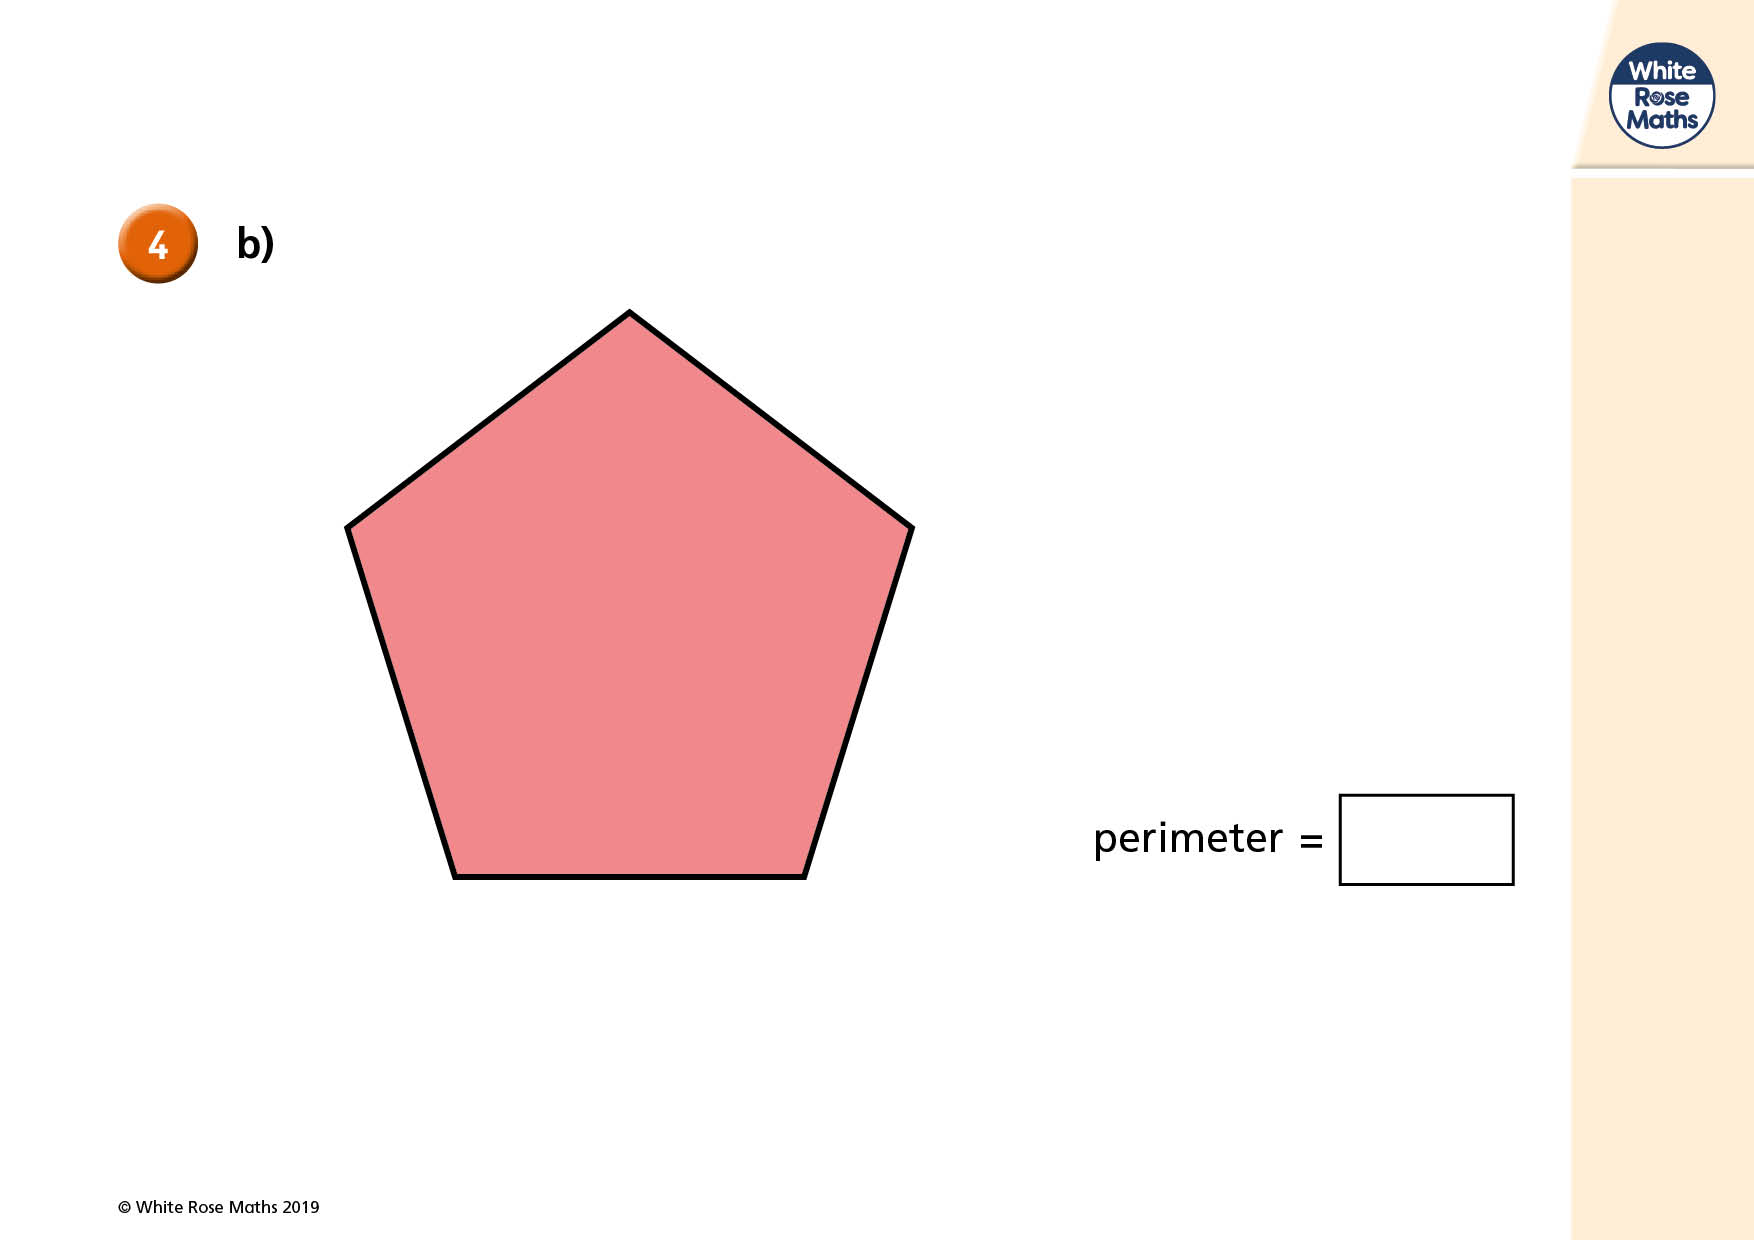 White
Rose
Maths
4 b)
perimeter =
© White Rose Maths 2019